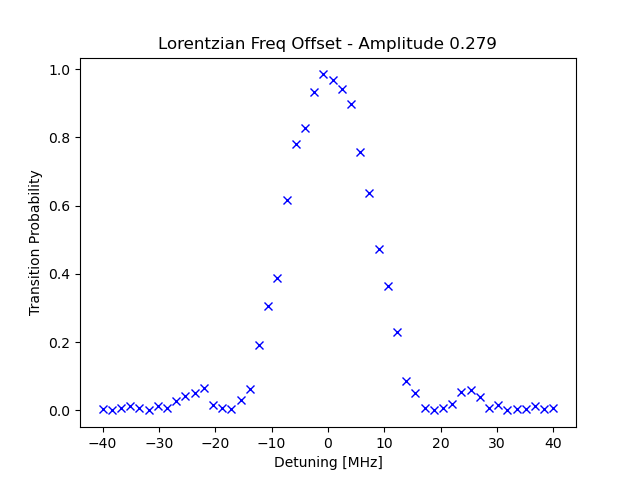 Lorentzian Freq Offset - Amplitude 0.279
Transition Probability
1.0
0.8
0.6
0.4
0.2
0.0
−40 −30 −20 −10 0 10 20 30 40
Detuning [MHz]